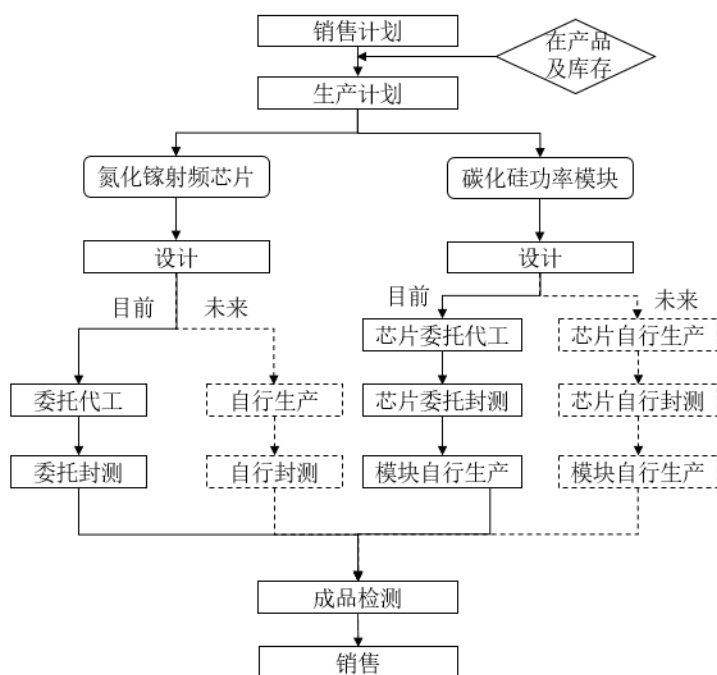 销售计划
在产品
及库存
生产计划
氮化镓射频芯片
碳化硅功率模块
设计
设计
目前
未来
目前
未来
芯片委托代工
芯片自行生产
委托代工
自行生产
芯片委托封测
芯片自行封测
委托封测
自行封测
模块自行生产
模块自行生产
成品检测
销售